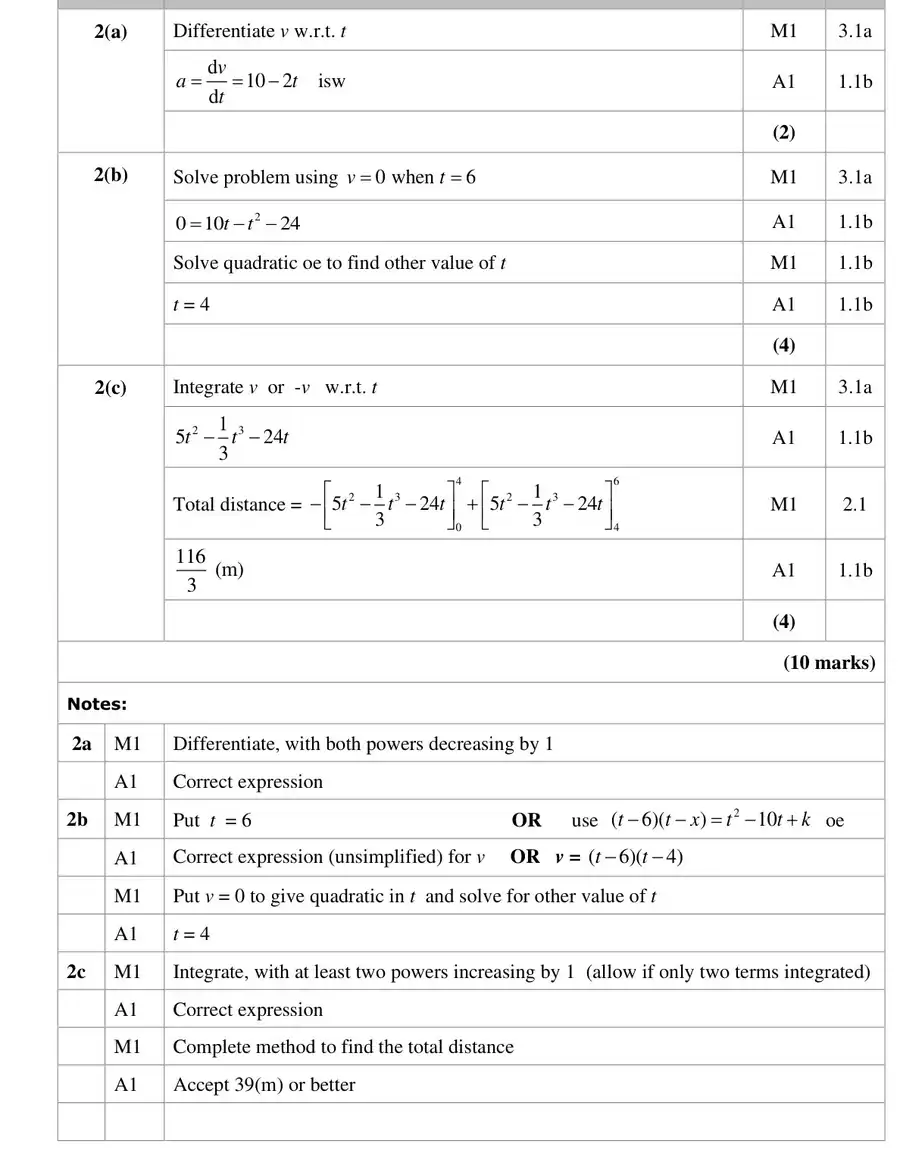 2(a) Differentiate v w.r.t. t M1 3.1a
a = dv/dt = 10 – 2t isw A1 1.1b
(2)
2(b) Solve problem using v = 0 when t = 6 M1 3.1a
0 = 10t – t² – 24 A1 1.1b
Solve quadratic oe to find other value of t M1 1.1b
t = 4 A1 1.1b
(4)
2(c) Integrate v or -v w.r.t. t M1 3.1a
5t² – 1/3 t³ – 24t A1 1.1b
Total distance = –[5t² – 1/3 t³ – 24t]₀⁴ + [5t² – 1/3 t³ – 24t]₄⁶ M1 2.1
116/3 (m) A1 1.1b
(4)
(10 marks)
Notes:
2a M1 Differentiate, with both powers decreasing by 1
A1 Correct expression
2b M1 Put t = 6 OR use (t – 6)(t – x) = t² – 10t + k oe
A1 Correct expression (unsimplified) for v OR v = (t – 6)(t – 4)
M1 Put v = 0 to give quadratic in t and solve for other value of t
A1 t = 4
2c M1 Integrate, with at least two powers increasing by 1 (allow if only two terms integrated)
A1 Correct expression
M1 Complete method to find the total distance
A1 Accept 39(m) or better